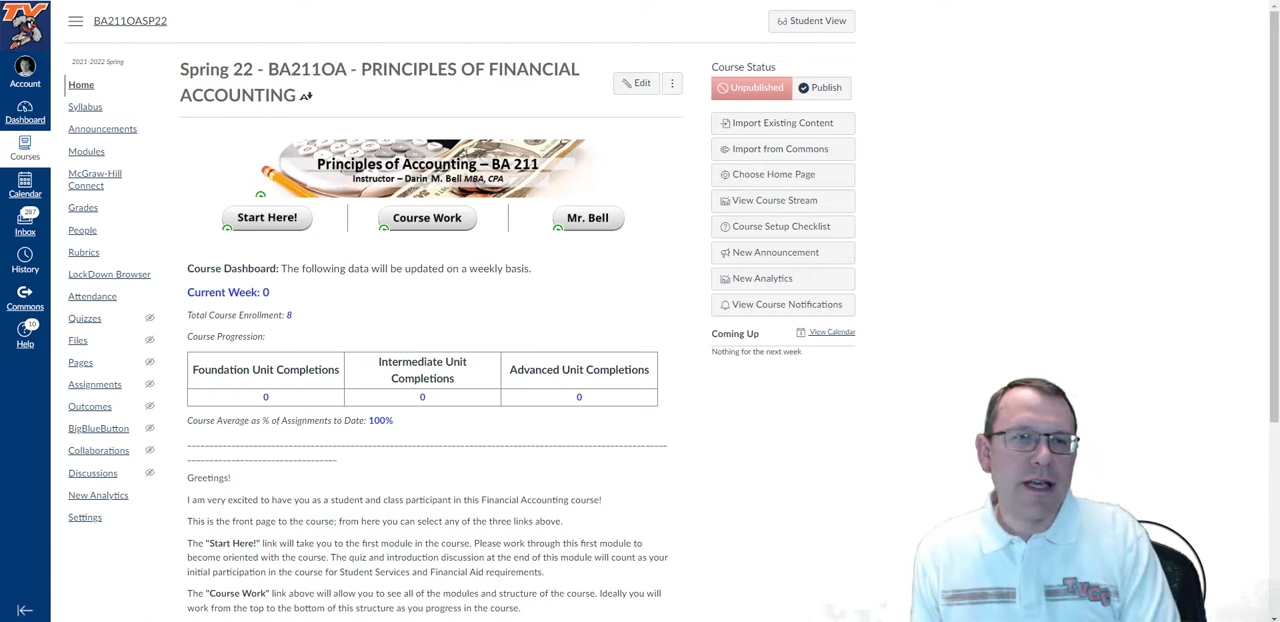 TV
Account
Dashboard
Courses
Calendar
287
Inbox
History
Commons
10
Help
BA211OASP22
Student View
2021-2022 Spring
Home
Syllabus
Announcements
Modules
McGraw-Hill
Connect
Grades
People
Rubrics
LockDown Browser
Attendance
Quizzes
Files
Pages
Assignments
Outcomes
BigBlueButton
Collaborations
Discussions
New Analytics
Settings
Spring 22 - BA211OA - PRINCIPLES OF FINANCIAL
ACCOUNTING
Edit
Principles of Accounting – BA 211
Instructor – Darin M. Bell MBA, CPA
Start Here!
Course Work
Mr. Bell
Course Dashboard: The following data will be updated on a weekly basis.
Current Week: 0
Total Course Enrollment: 8
Course Progression:
Foundation Unit Completions
Intermediate Unit
Completions
Advanced Unit Completions
0
0
0
Course Average as % of Assignments to Date: 100%
Greetings!
I am very excited to have you as a student and class participant in this Financial Accounting course!
This is the front page to the course; from here you can select any of the three links above.
The "Start Here!" link will take you to the first module in the course. Please work through this first module to
become oriented with the course. The quiz and introduction discussion at the end of this module will count as your
initial participation in the course for Student Services and Financial Aid requirements.
The "Course Work" link above will allow you to see all of the modules and structure of the course. Ideally you will
work from the top to the bottom of this structure as you progress in the course.
Course Status
Unpublished
Publish
Import Existing Content
Import from Commons
Choose Home Page
View Course Stream
Course Setup Checklist
New Announcement
New Analytics
View Course Notifications
Coming Up
View Calendar
Nothing for the next week
TVCC